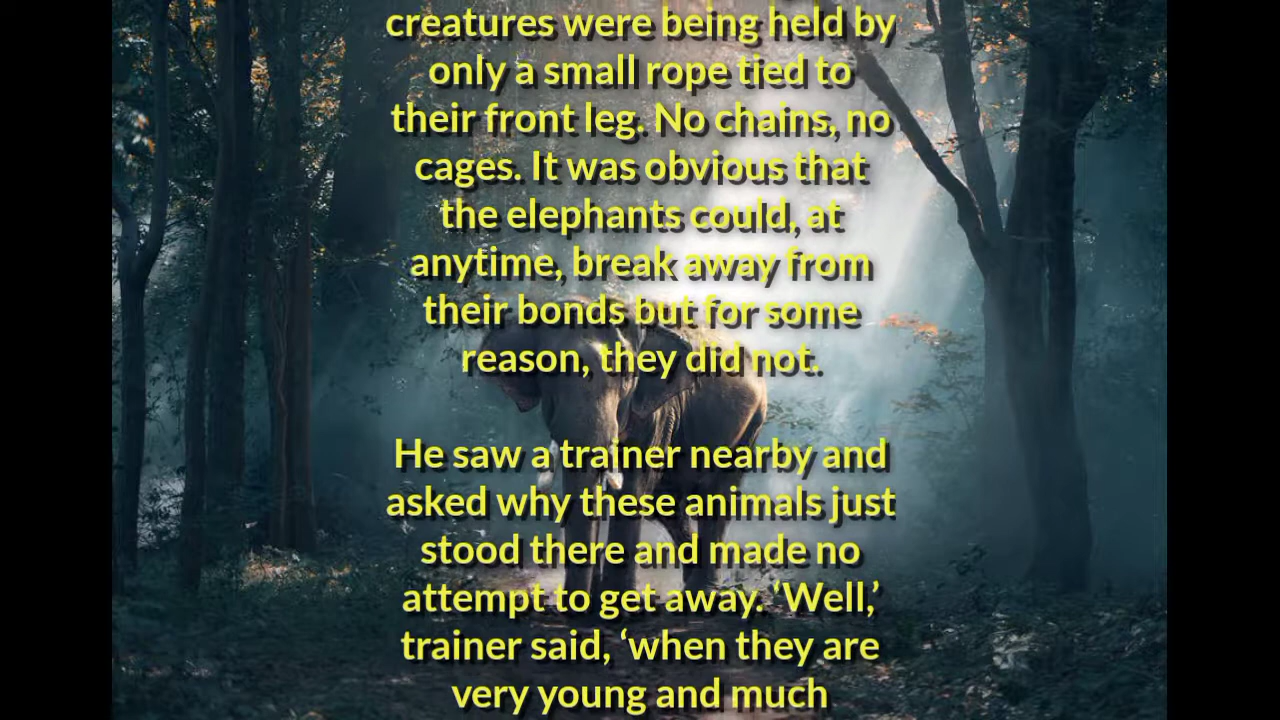 creatures were being held by
only a small rope tied to
their front leg. No chains, no
cages. It was obvious that
the elephants could, at
anytime, break away from
their bonds but for some
reason, they did not.
He saw a trainer nearby and
asked why these animals just
stood there and made no
attempt to get away. ‘Well,’
trainer said, ‘when they are
very young and much